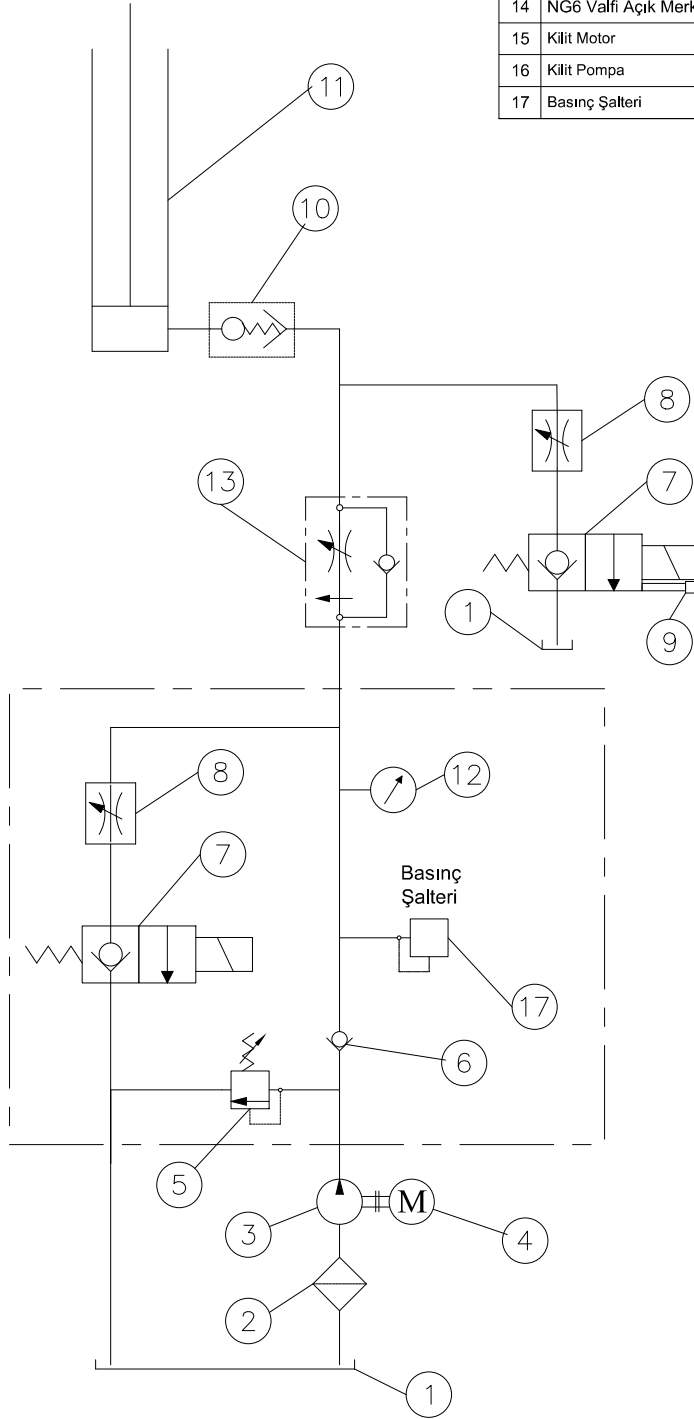 14 NG6 Valfi Açık Merk
15 Kilit Motor
16 Kilit Pompa
17 Basınç Şalteri
11
10
8
13
7
1
9
8
12
7
Basınç
Şalteri
17
6
5
3
M
4
2
1